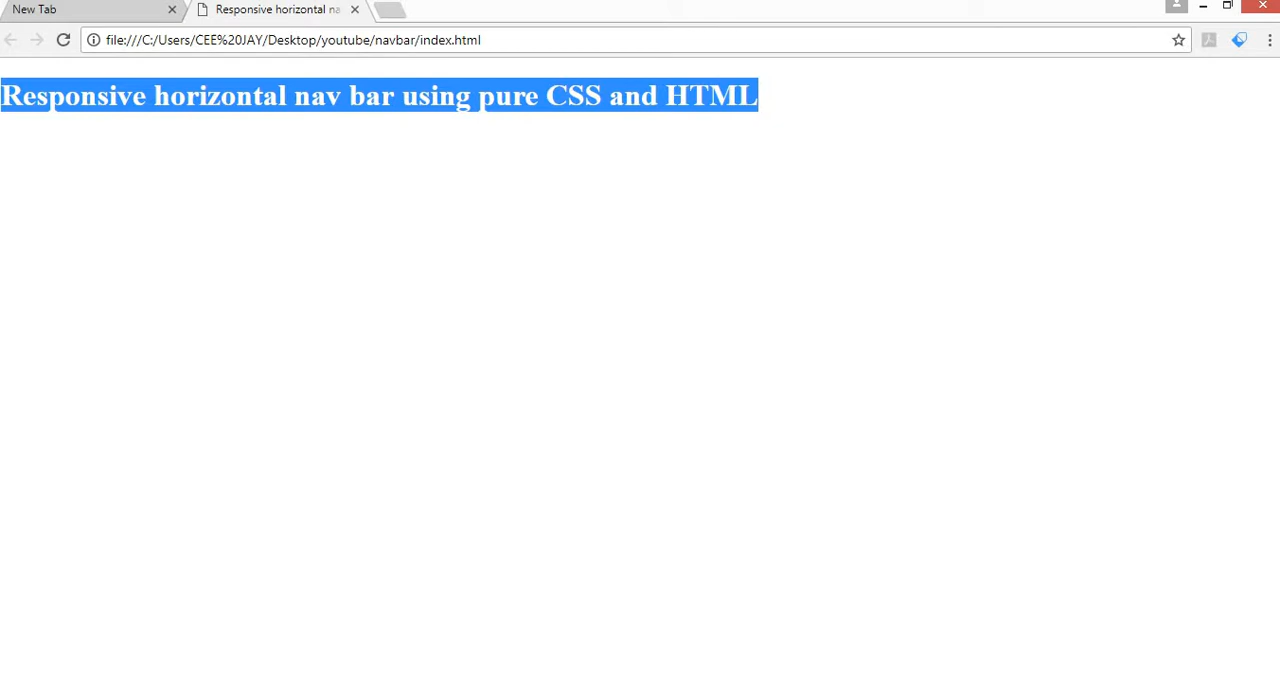 New Tab
Responsive horizontal na
file:///C:/Users/CEE%20JAY/Desktop/youtube/navbar/index.html
Responsive horizontal nav bar using pure CSS and HTML